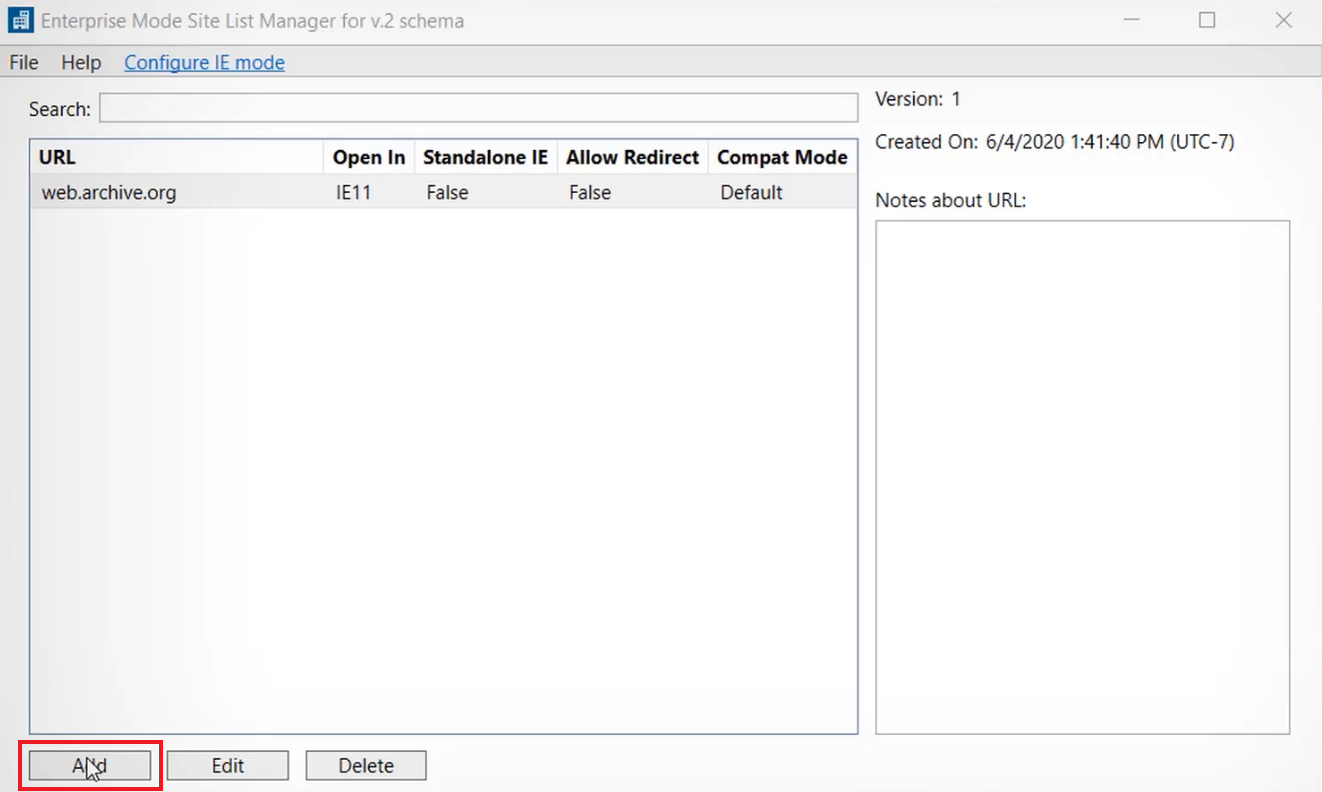 Enterprise Mode Site List Manager for v.2 schema
File Help Configure IE mode
Search:
Version: 1
Created On: 6/4/2020 1:41:40 PM (UTC-7)
URL Open In Standalone IE Allow Redirect Compat Mode
web.archive.org IE11 False False Default
Notes about URL:
Add Edit Delete